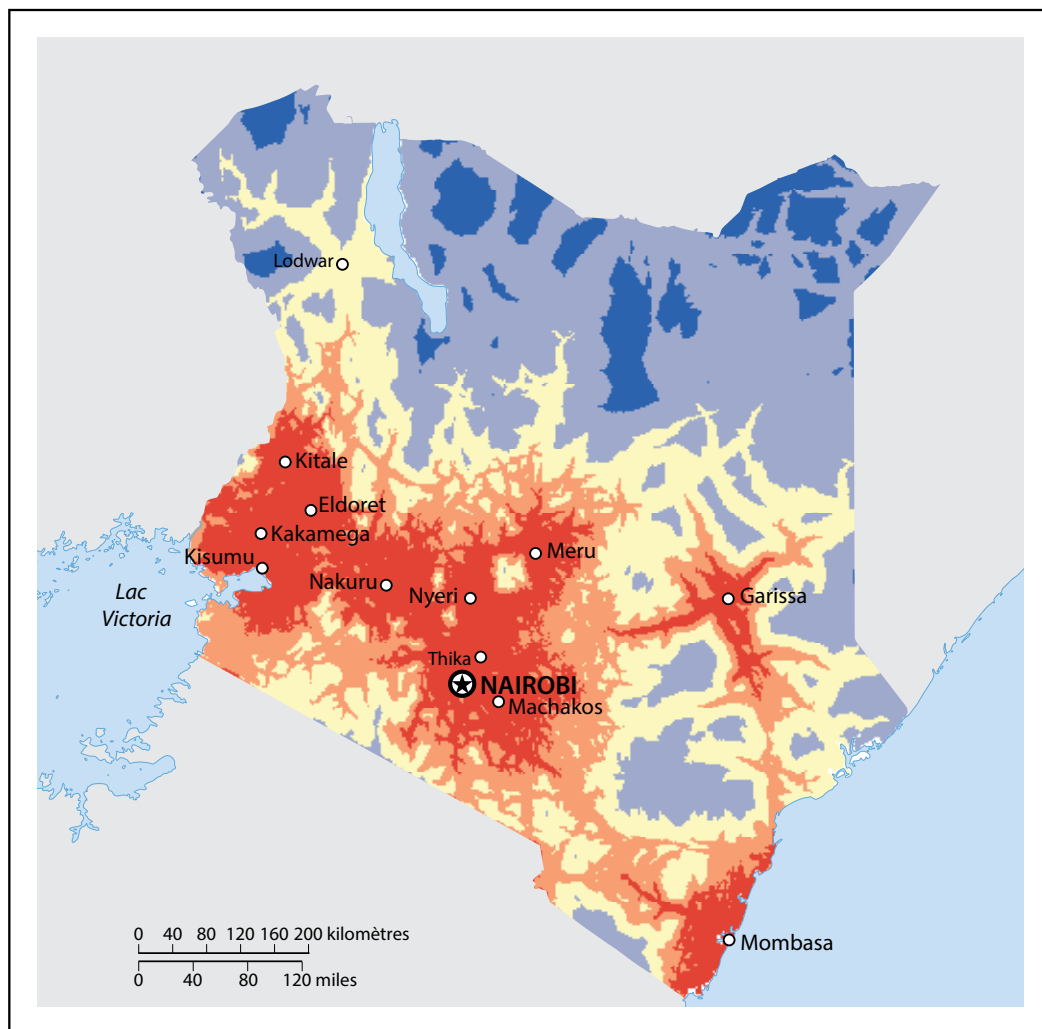 Lodwar
Kitale
Eldoret
Kakamega
Kisumu
Meru
Nakuru
Nyeri
Garissa
Lac
Victoria
Thika
NAIROBI
Machakos
Mombasa
0 40 80 120 160 200 kilomètres
0 40 80 120 miles